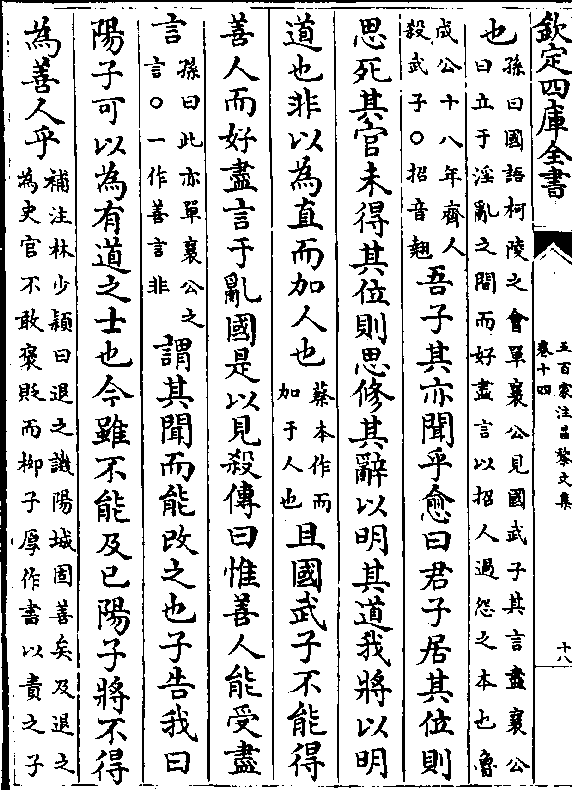 欽定四庫全書
五百家注昌黎文集
卷十四
十八
也孫曰國語柯陵之會單襄公見國武子其言盡襄公
曰立于淫亂之間而好盡言以招人過怨之本也魯
成公十八年齊人
殺武子〇招音翹
吾子其亦聞乎愈曰君子居其位則
思死其官未得其位則思修其辭以明其道我將以明
道也非以為直而加人也
蔡本作而
加于人也
且國武子不能得
善人而好盡言于亂國是以見殺傳曰惟善人能受盡
言
孫曰此亦單襄公之
言〇一作善言非
謂其聞而能改之也子告我曰
陽子可以為有道之士也今雖不能及已陽子將不得
為善人乎
補注林少頴曰退之譏陽城固善矣及退之
為史官不敢褒貶而柳子厚作書以責之子